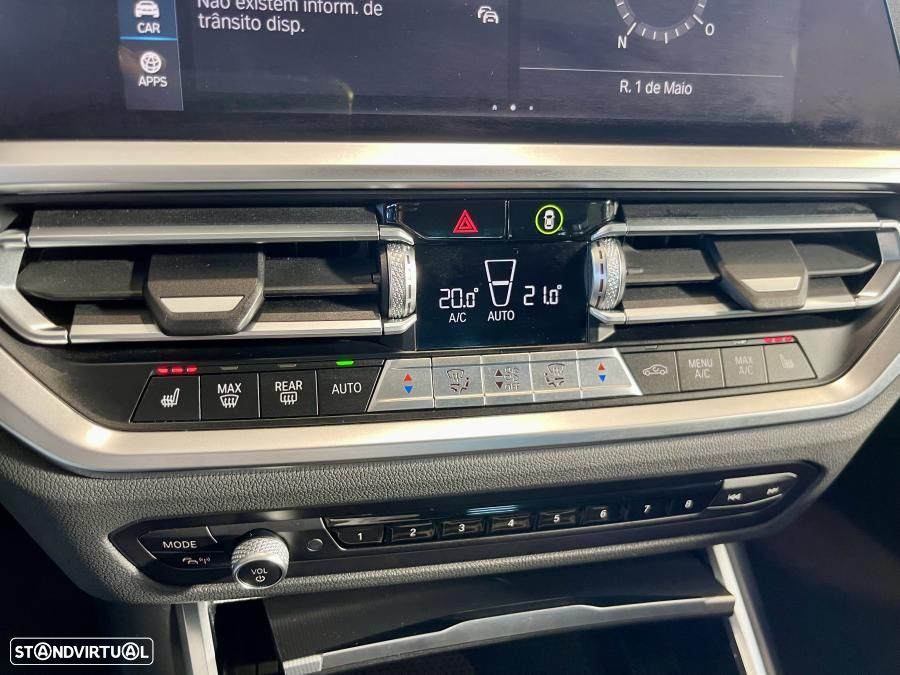 CAR
Não existem inform. de
trânsito disp.
APPS
N O
R. 1 de Maio
20.0° 21.0°
A/C AUTO
MAX REAR AUTO
OFF
MENU A/C MAX A/C
MODE
VOL
1 2 3 4 5 6 7 8
STANDVIRTUAL